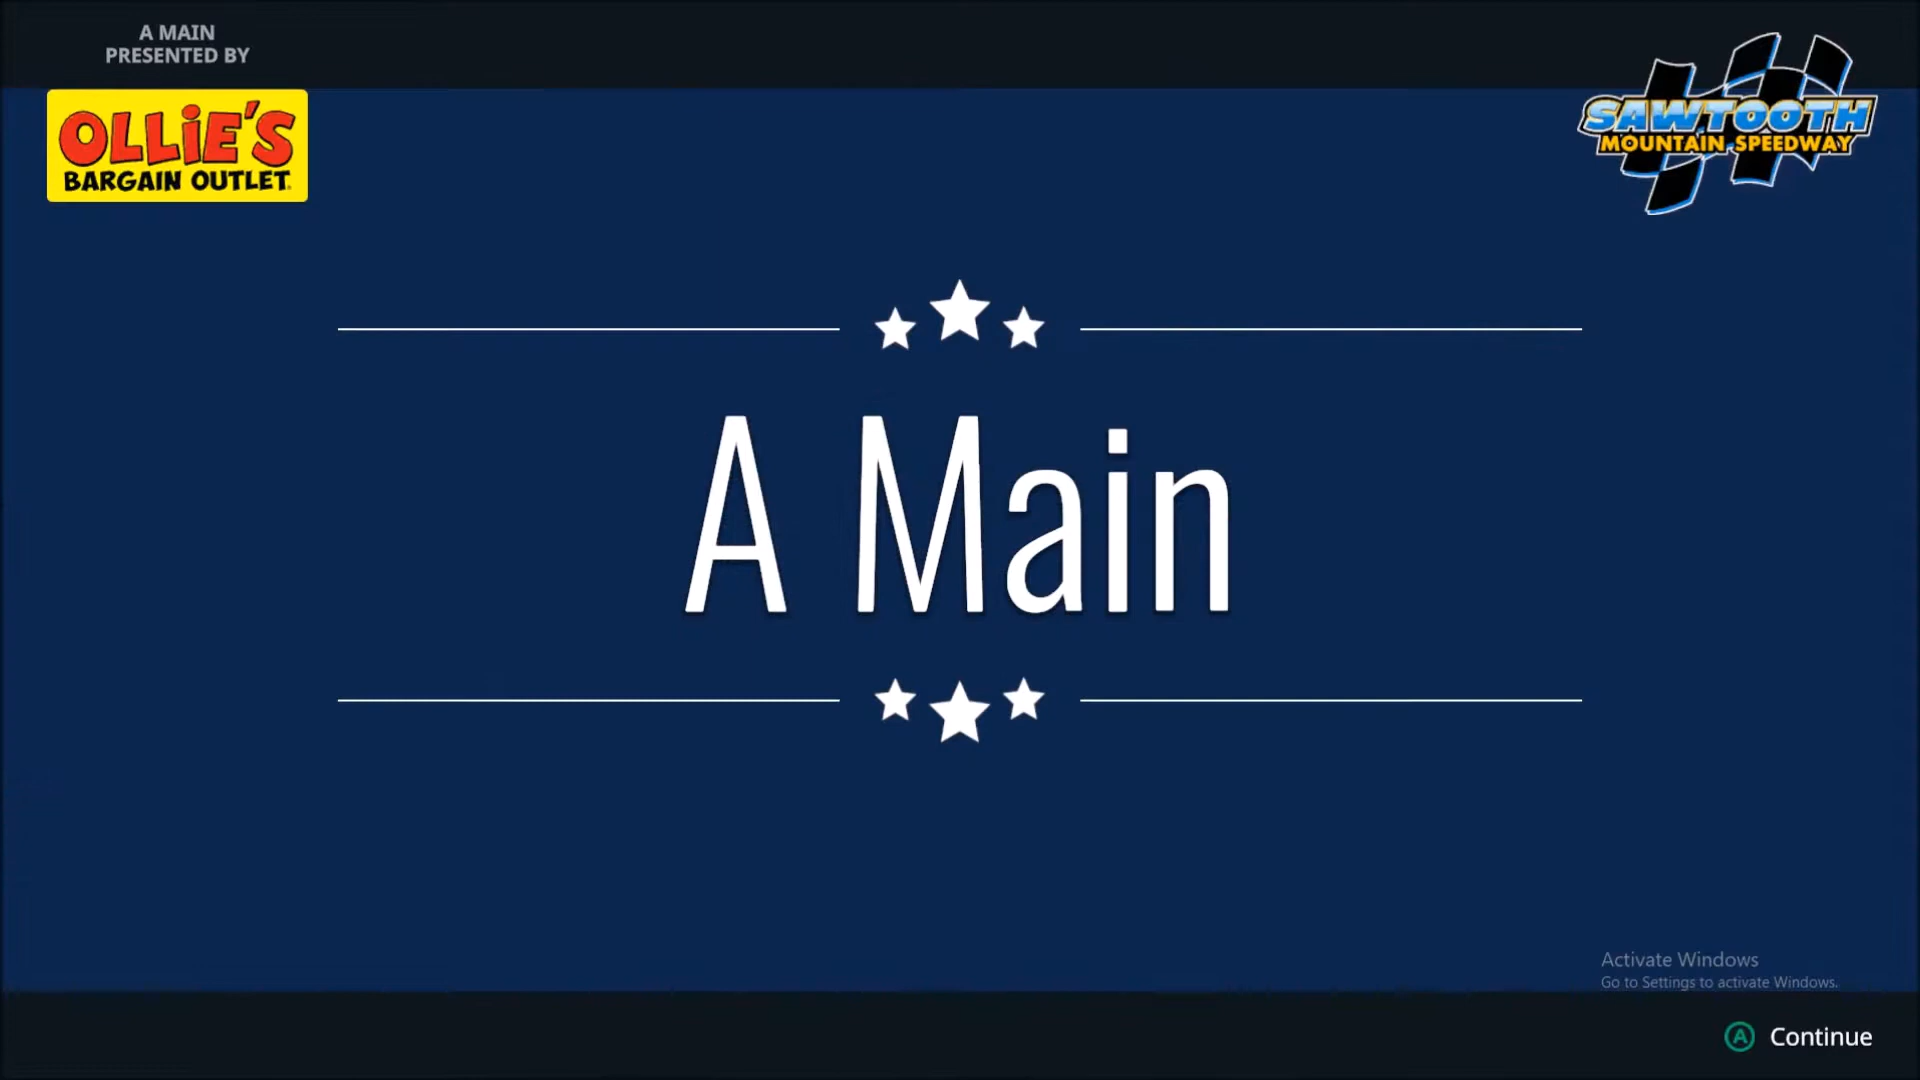 A MAIN
PRESENTED BY
OLLiE'S
BARGAIN OUTLET
SAWTOOTH
MOUNTAIN SPEEDWAY
A Main
Activate Windows
Go to Settings to activate Windows.
A Continue